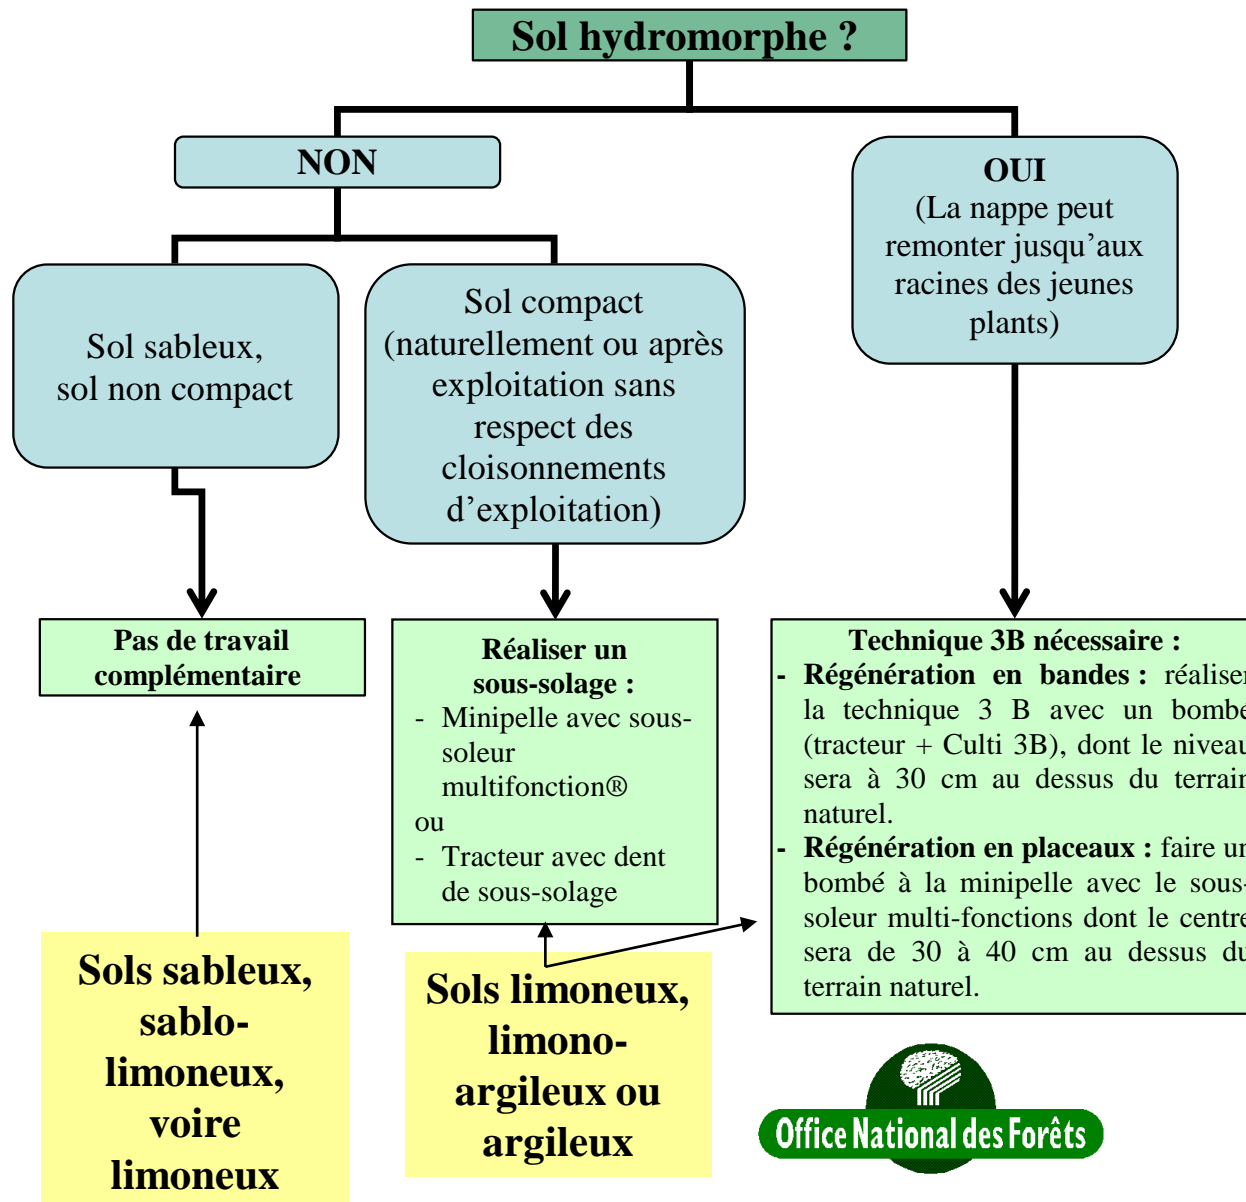 Sol hydromorphe ?
NON
OUI
(La nappe peut
remonter jusqu’aux
racines des jeunes
plants)
Sol sableux,
sol non compact
Sol compact
(naturellement ou après
exploitation sans
respect des
cloisonnements
d’exploitation)
Pas de travail
complémentaire
Réaliser un
sous-solage :
- Minipelle avec sous-
soleur
multifonction®
ou
- Tracteur avec dent
de sous-solage
Technique 3B nécessaire :
- Régénération en bandes : réaliser
la technique 3 B avec un bombé
(tracteur + Culti 3B), dont le niveau
sera à 30 cm au dessus du terrain
naturel.
- Régénération en placeaux : faire un
bombé à la minipelle avec le sous-
soleur multi-fonctions dont le centre
sera de 30 à 40 cm au dessus du
terrain naturel.
Sols sableux,
sablo-
limoneux,
voire
limoneux
Sols limoneux,
limono-
argileux ou
argileux
Office National des Forêts